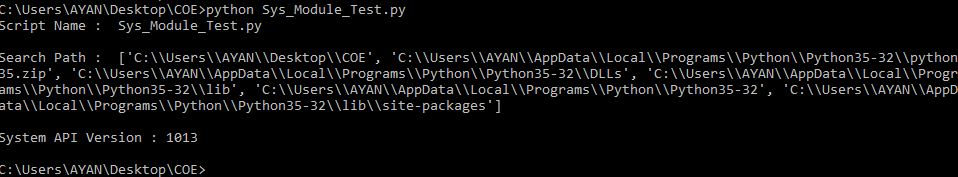 C:\Users\AYAN\Desktop\COE>python Sys_Module_Test.py
Script Name :  Sys_Module_Test.py
Search Path :  ['C:\\Users\\AYAN\\Desktop\\COE', 'C:\\Users\\AYAN\\AppData\\Local\\Programs\\Python\\Python35-32\\python
35.zip', 'C:\\Users\\AYAN\\AppData\\Local\\Programs\\Python\\Python35-32\\DLLs', 'C:\\Users\\AYAN\\AppData\\Local\\Progr
ams\\Python\\Python35-32\\lib', 'C:\\Users\\AYAN\\AppData\\Local\\Programs\\Python\\Python35-32', 'C:\\Users\\AYAN\\AppD
ata\\Local\\Programs\\Python\\Python35-32\\lib\\site-packages']
System API Version : 1013
C:\Users\AYAN\Desktop\COE>